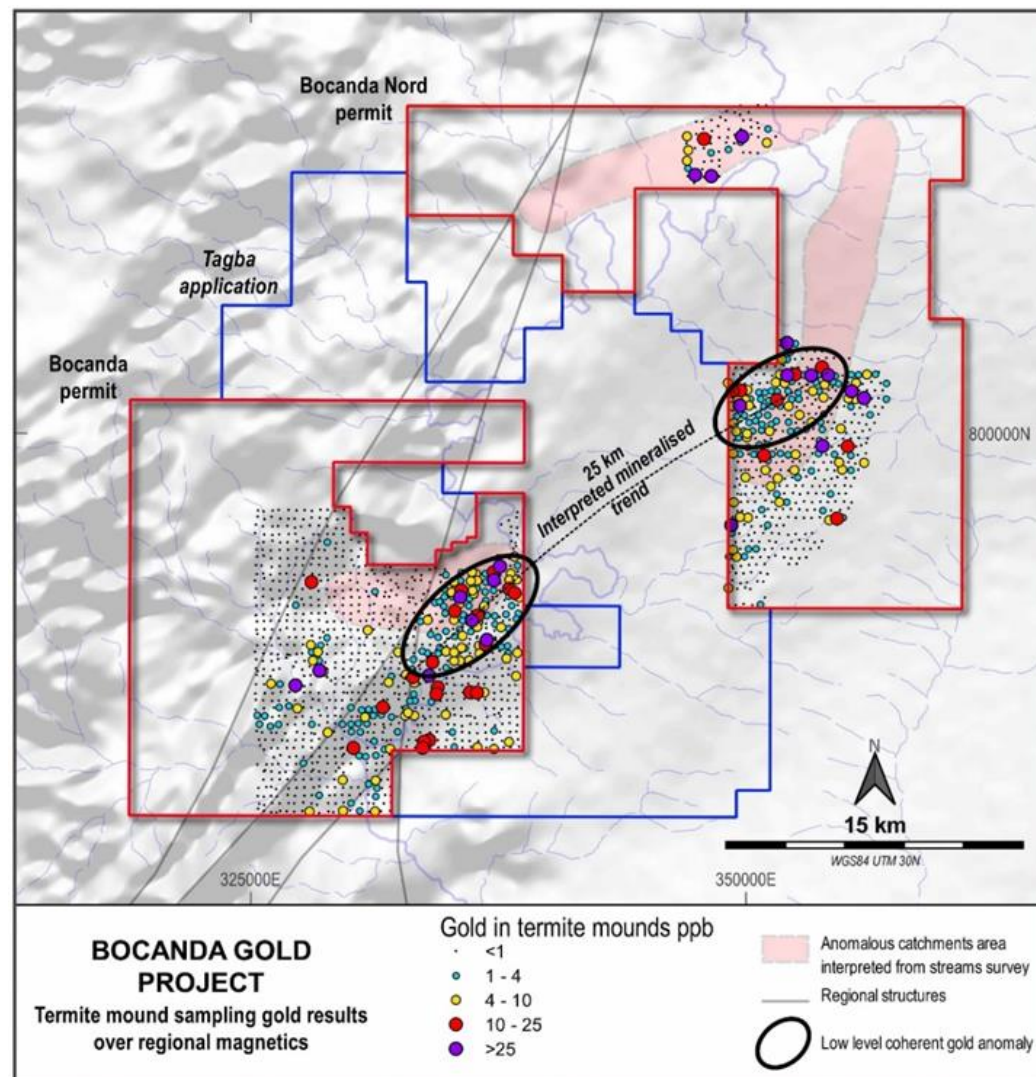 Bocanda Nord
permit
Tagba
application
Bocanda
permit
800000N
25 km
Interpreted mineralised
trend
N
15 km
WGS84 UTM 30N
325000E
350000E
BOCANDA GOLD
PROJECT
Termite mound sampling gold results
over regional magnetics
Gold in termite mounds ppb
<1
1 - 4
4 - 10
10 - 25
>25
Anomalous catchments area
interpreted from streams survey
Regional structures
Low level coherent gold anomaly